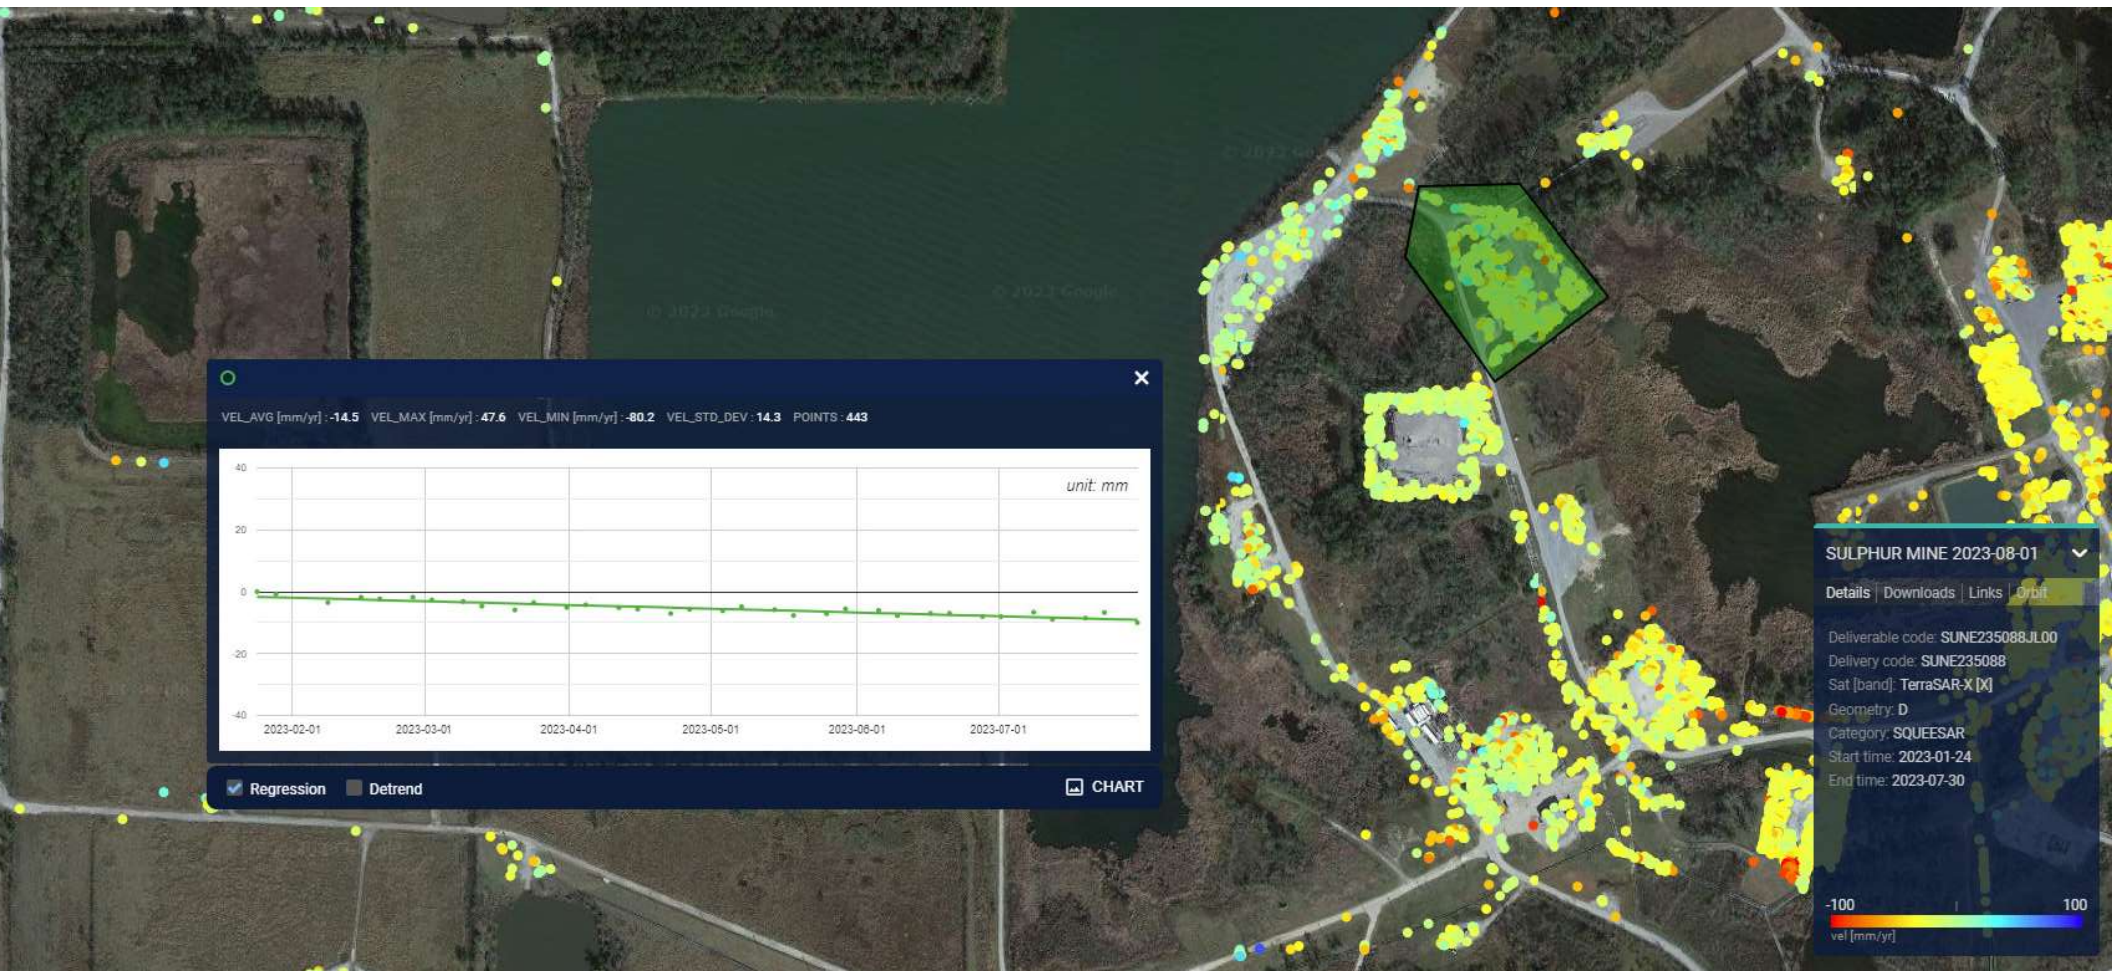 © 2023 Google
© 2023 Google
VEL_AVG [mm/yr] : -14.5 VEL_MAX [mm/yr] : 47.6 VEL_MIN [mm/yr] : -80.2 VEL_STD_DEV : 14.3 POINTS : 443
unit: mm
40
20
0
-20
-40
2023-02-01 2023-03-01 2023-04-01 2023-05-01 2023-06-01 2023-07-01
Regression Detrend CHART
SULPHUR MINE 2023-08-01
Details | Downloads | Links | Orbit
Deliverable code: SUNE235088JL00
Delivery code: SUNE235088
Sat [band]: TerraSAR-X [X]
Geometry: D
Category: SQUEESAR
Start time: 2023-01-24
End time: 2023-07-30
-100 100
vel [mm/yr]